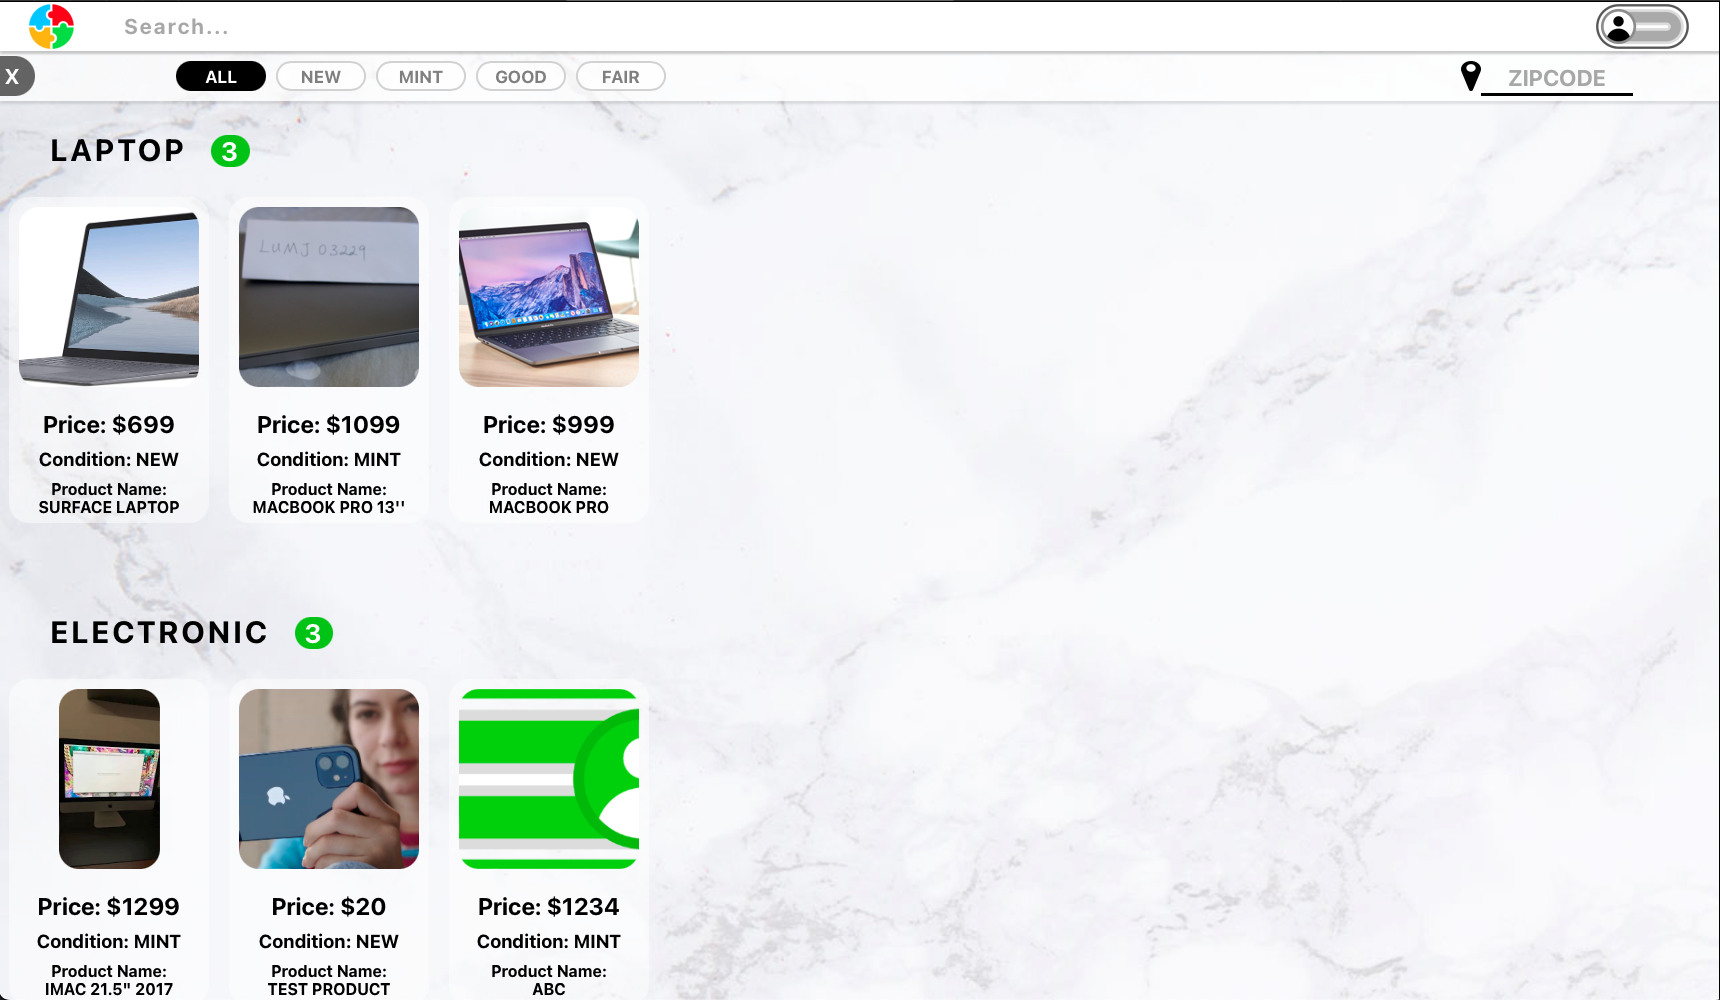 Search...
X
ALL
NEW
MINT
GOOD
FAIR
ZIPCODE
LAPTOP 3
LUMJ 03229
Price: $699
Condition: NEW
Product Name:
SURFACE LAPTOP
Price: $1099
Condition: MINT
Product Name:
MACBOOK PRO 13''
Price: $999
Condition: NEW
Product Name:
MACBOOK PRO
ELECTRONIC 3
Price: $1299
Condition: MINT
Product Name:
IMAC 21.5" 2017
Price: $20
Condition: NEW
Product Name:
TEST PRODUCT
Price: $1234
Condition: MINT
Product Name:
ABC